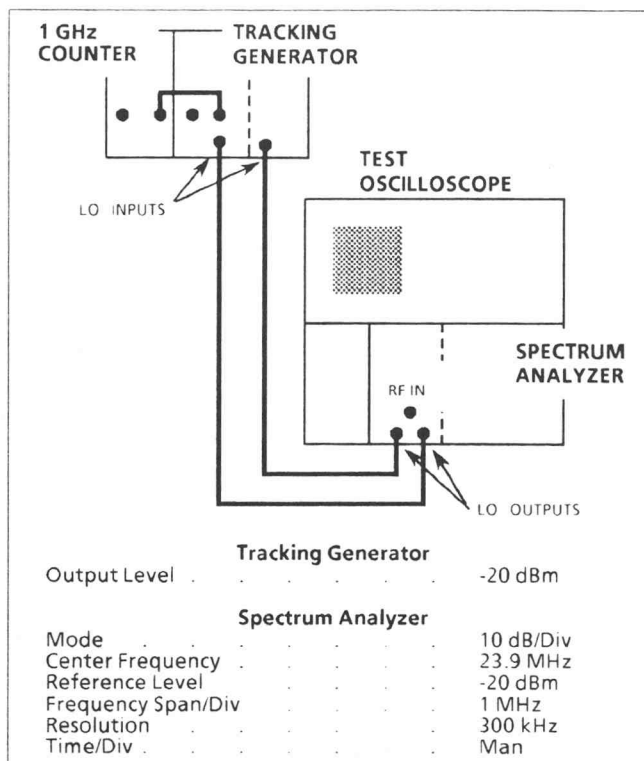 1 GHz
COUNTER
TRACKING
GENERATOR
LO INPUTS
TEST
OSCILLOSCOPE
SPECTRUM
ANALYZER
RF IN
LO OUTPUTS
Tracking Generator
Output Level . . . . . . -20 dBm
Spectrum Analyzer
Mode . . . . . . 10 dB/Div
Center Frequency . . . . . 23.9 MHz
Reference Level . . . . -20 dBm
Frequency Span/Div . . . . 1 MHz
Resolution . . . . . 300 kHz
Time/Div . . . . . . Man